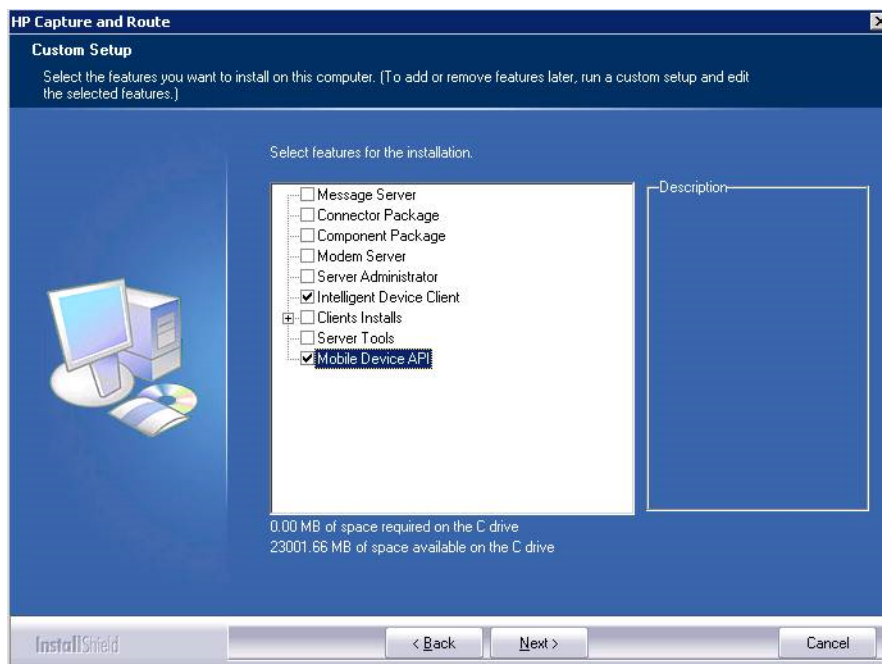 HP Capture and Route
Custom Setup
Select the features you want to install on this computer. (To add or remove features later, run a custom setup and edit
the selected features.)
Select features for the installation.
Message Server
Connector Package
Component Package
Modem Server
Server Administrator
Intelligent Device Client
Clients Installs
Server Tools
Mobile Device API
Description
0.00 MB of space required on the C drive
23001.66 MB of space available on the C drive
InstallShield
< Back
Next >
Cancel